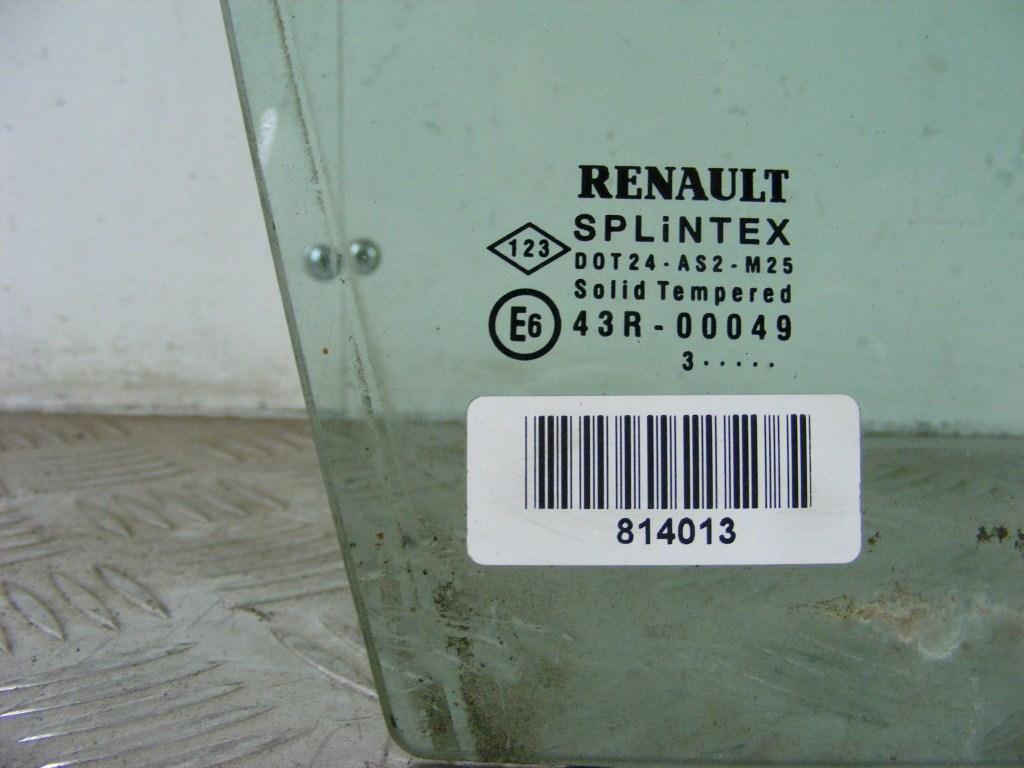 RENAULT
SPLiNTEX
123
DOT24-AS2-M25
Solid Tempered
E6
43R-00049
3.....
814013